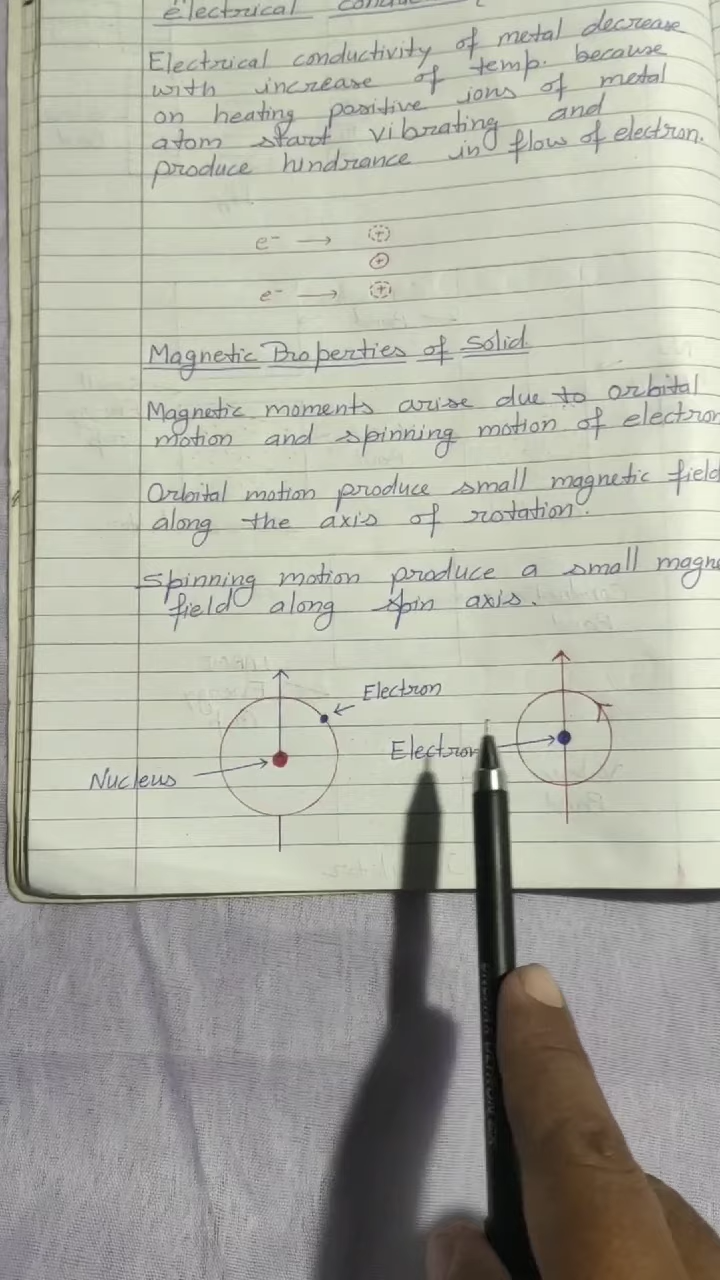 Electrical
Electrical conductivity of metal decrease
with increase of temp. because
on heating positive ions of metal
atom start vibrating and
produce hindrance in flow of electron.
e- → (+)
(+)
e- → (+)
Magnetic Properties of Solid
Magnetic moments arise due to orbital
motion and spinning motion of electron
Orbital motion produce small magnetic field
along the axis of rotation.
Spinning motion produce a small magne
field along spin axis.
Electron
Electron
Nucleus